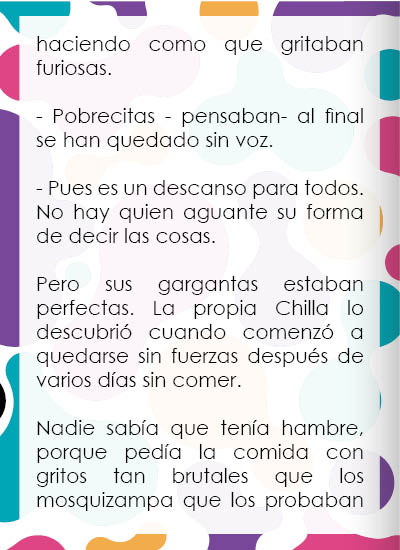 haciendo como que gritaban
furiosas.
- Pobrecitas - pensaban- al final
se han quedado sin voz.
- Pues es un descanso para todos.
No hay quien aguante su forma
de decir las cosas.
Pero sus gargantas estaban
perfectas. La propia Chilla lo
descubrió cuando comenzó a
quedarse sin fuerzas después de
varios días sin comer.
Nadie sabía que tenía hambre,
porque pedía la comida con
gritos tan brutales que los
mosquizampa que los probaban